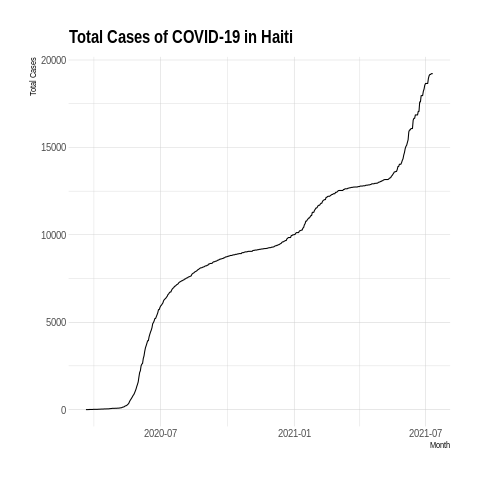 Total Cases of COVID-19 in Haiti
Total Cases
20000
15000
10000
5000
0
2020-07 2021-01 2021-07
Month